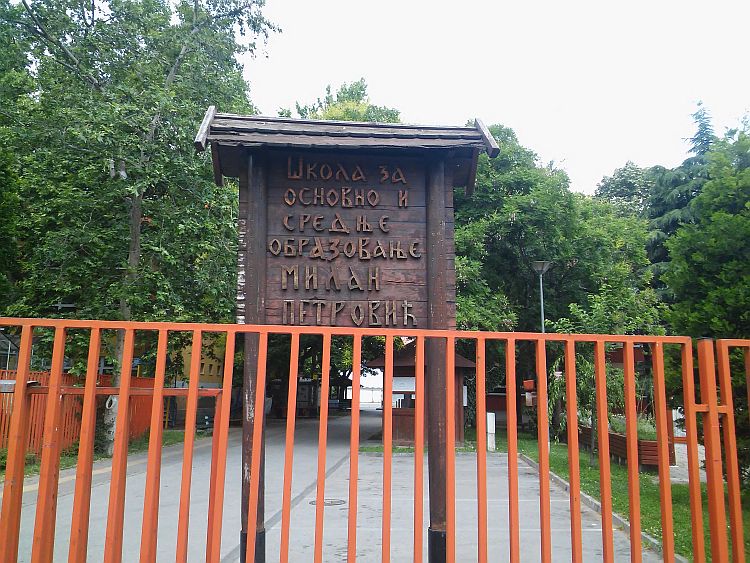 Школа за
основно и
средње
образовање
Милан
Петровић